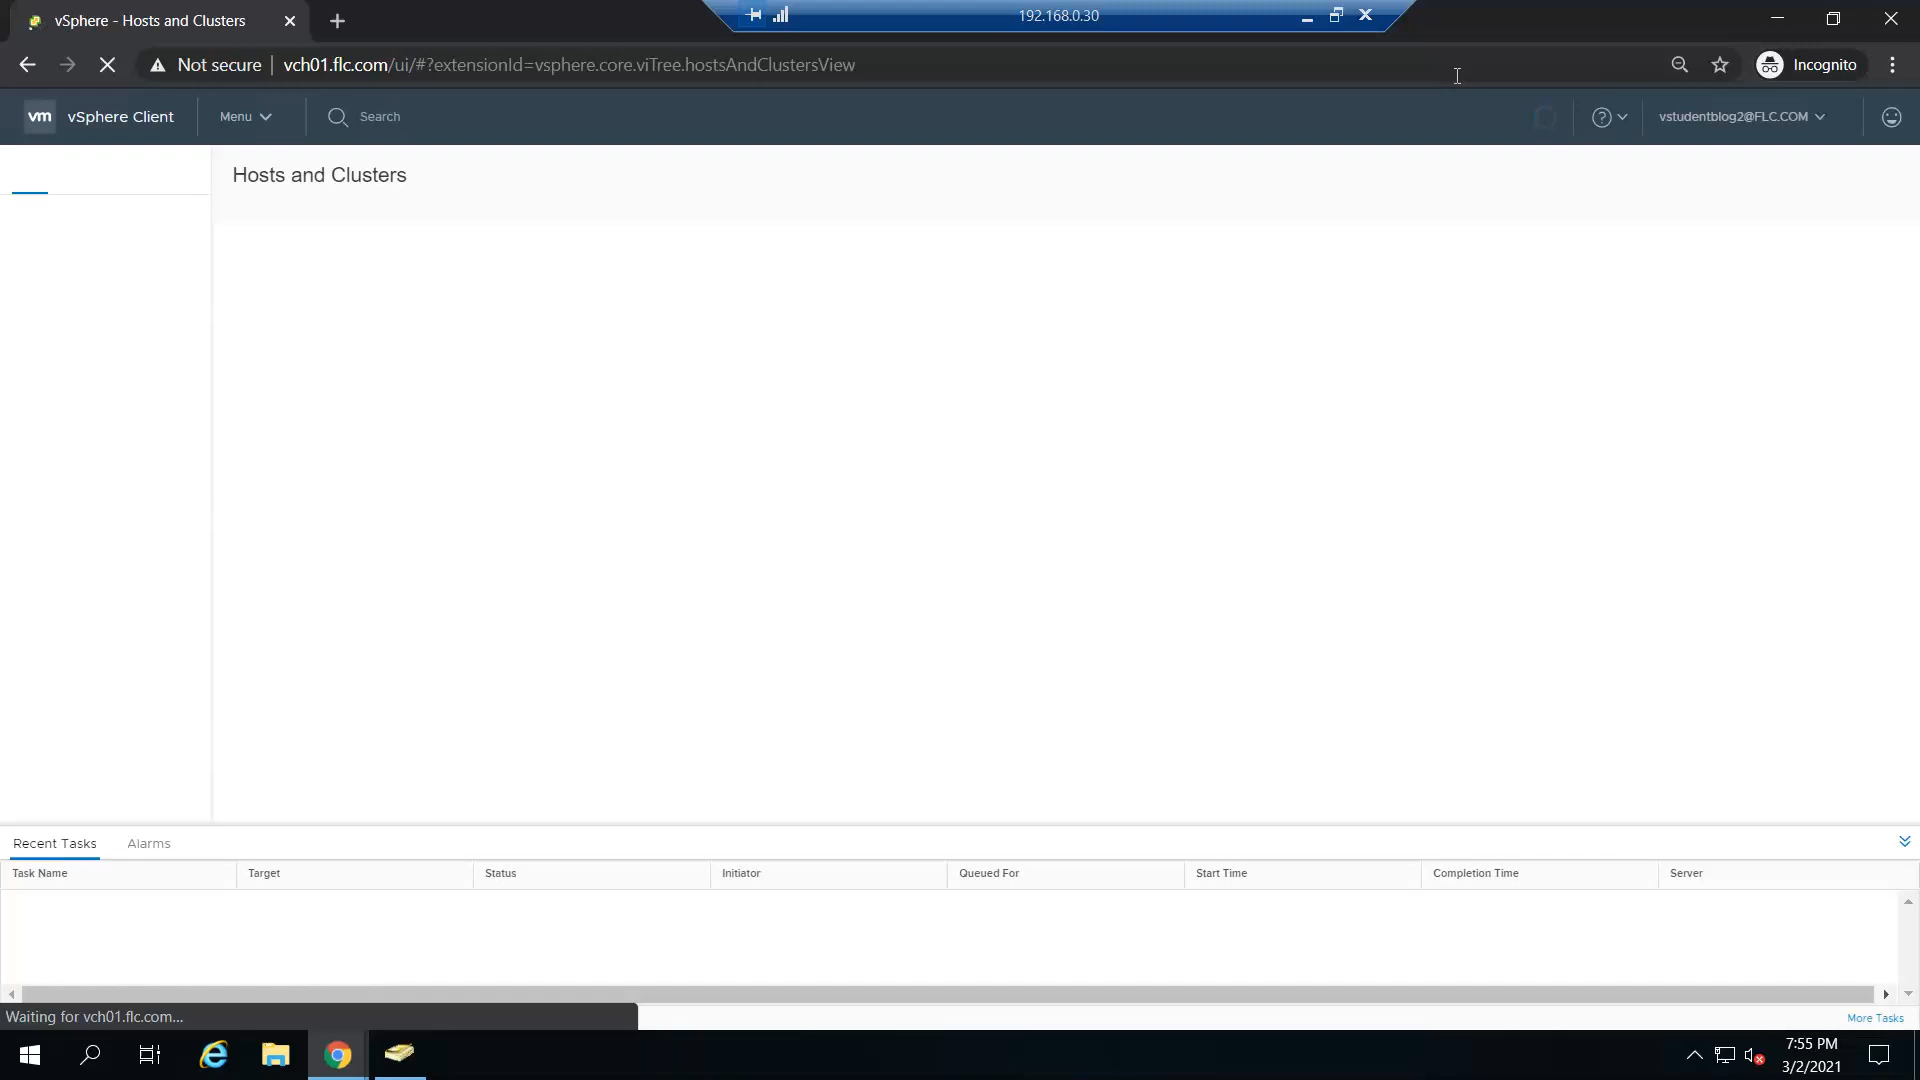 vSphere - Hosts and Clusters
192.168.0.30
Not secure vch01.flc.com/ui/#?extensionId=vsphere.core.viTree.hostsAndClustersView
Incognito
vm vSphere Client Menu Search vstudentblog2@FLC.COM
Hosts and Clusters
Recent Tasks Alarms
Task Name Target Status Initiator Queued For Start Time Completion Time Server
Waiting for vch01.flc.com...
More Tasks
7:55 PM
3/2/2021